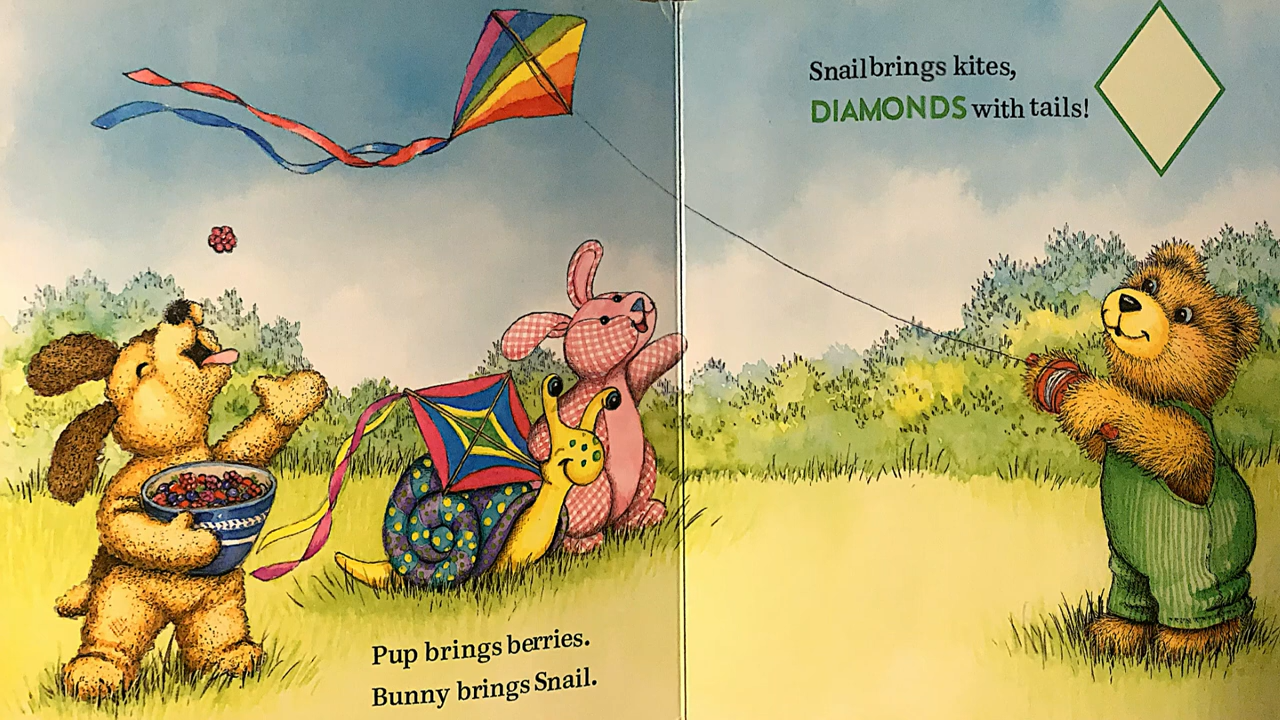 Pup brings berries.
Bunny brings Snail.
Snail brings kites,
DIAMONDS with tails!